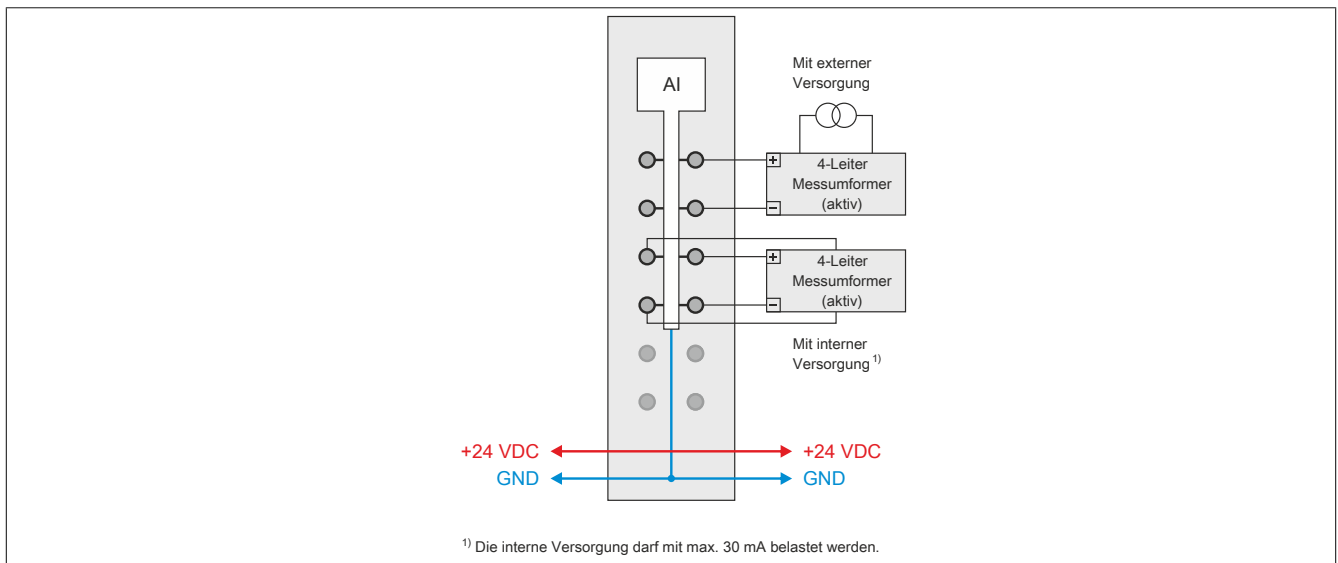 Mit externer
Versorgung
AI
+
4-Leiter
Messumformer
(aktiv)
−
+
4-Leiter
Messumformer
(aktiv)
−
Mit interner
Versorgung 1)
+24 VDC
+24 VDC
GND
GND
1) Die interne Versorgung darf mit max. 30 mA belastet werden.